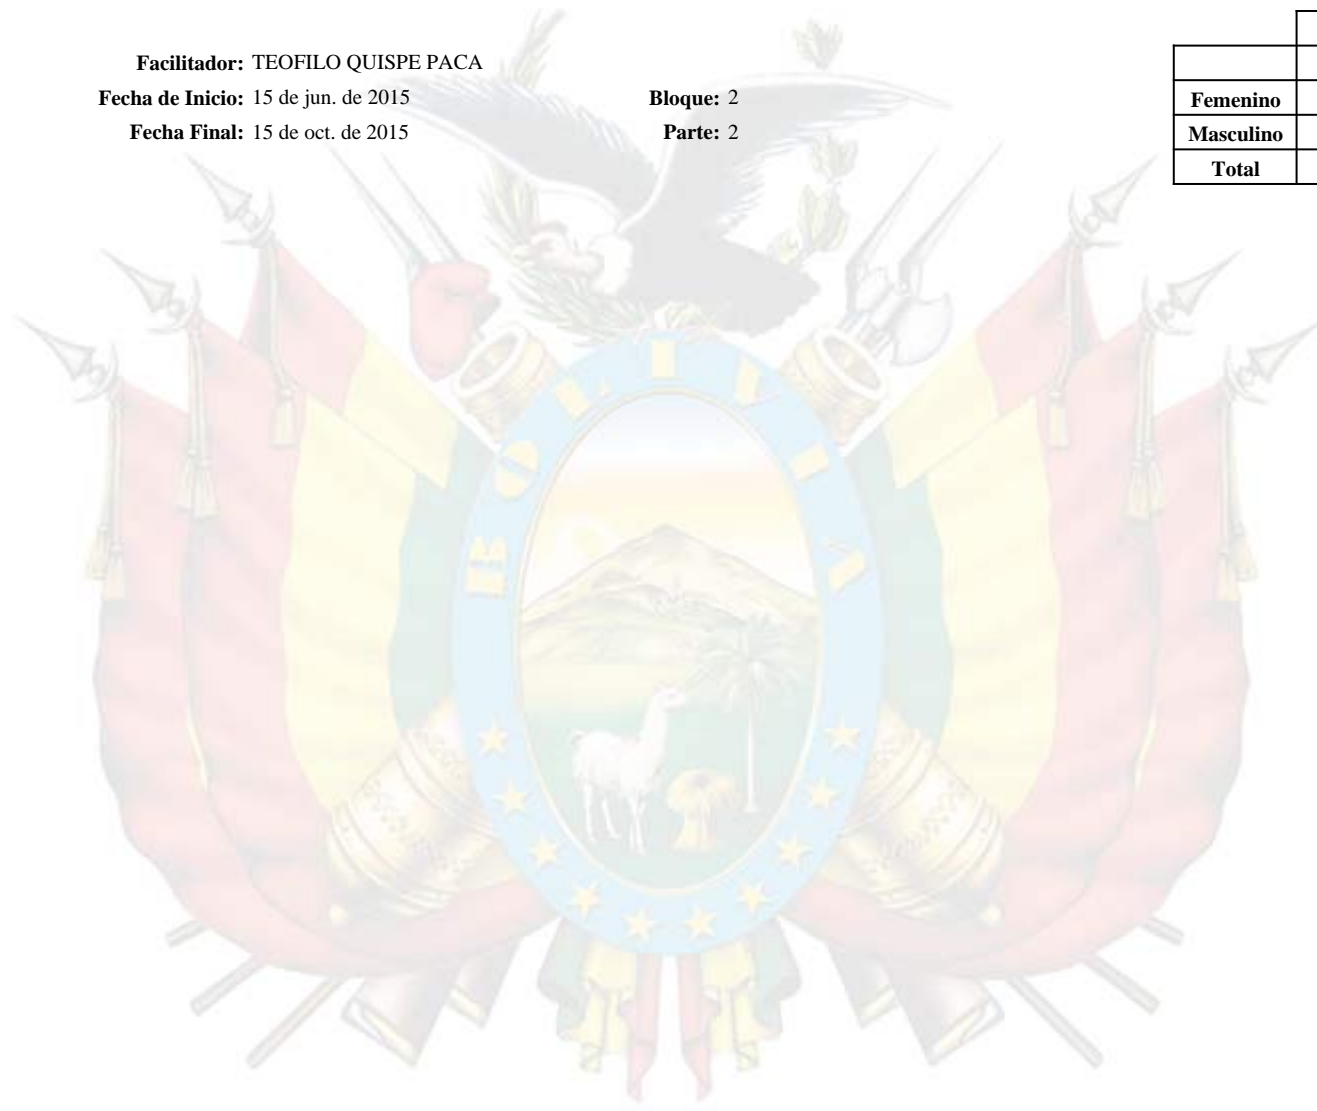 Facilitador: TEOFILO QUISPE PACA
Fecha de Inicio: 15 de jun. de 2015 Bloque: 2
Fecha Final: 15 de oct. de 2015 Parte: 2
Femenino
Masculino
Total
BOLIVIA